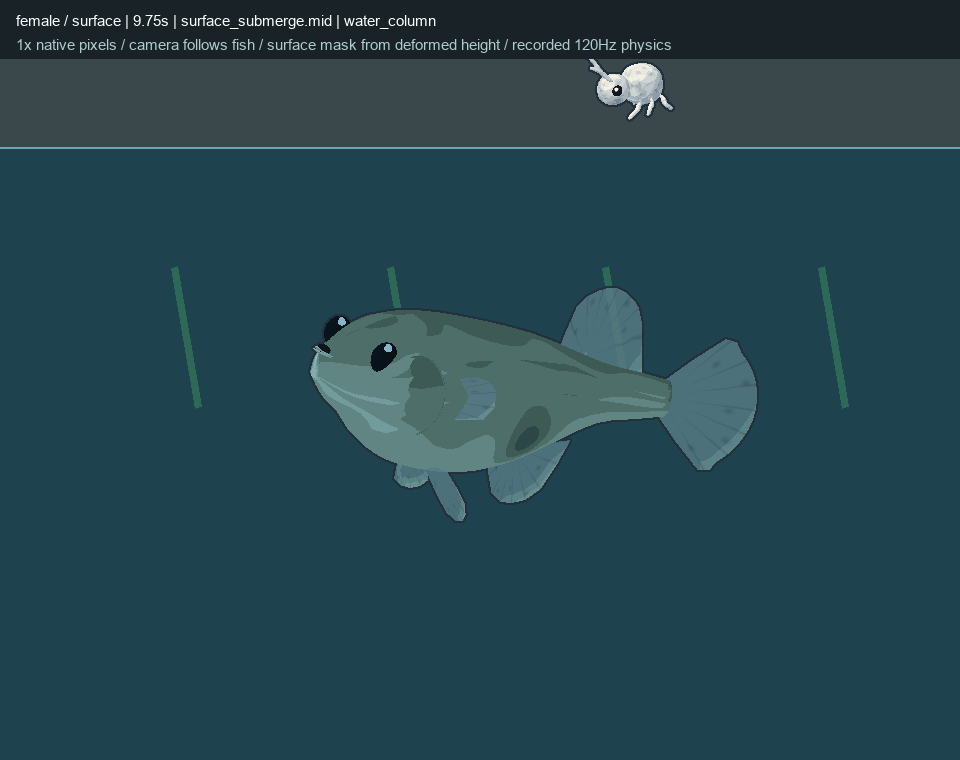 female / surface | 9.75s | surface_submerge.mid | water_column
1x native pixels / camera follows fish / surface mask from deformed height / recorded 120Hz physics